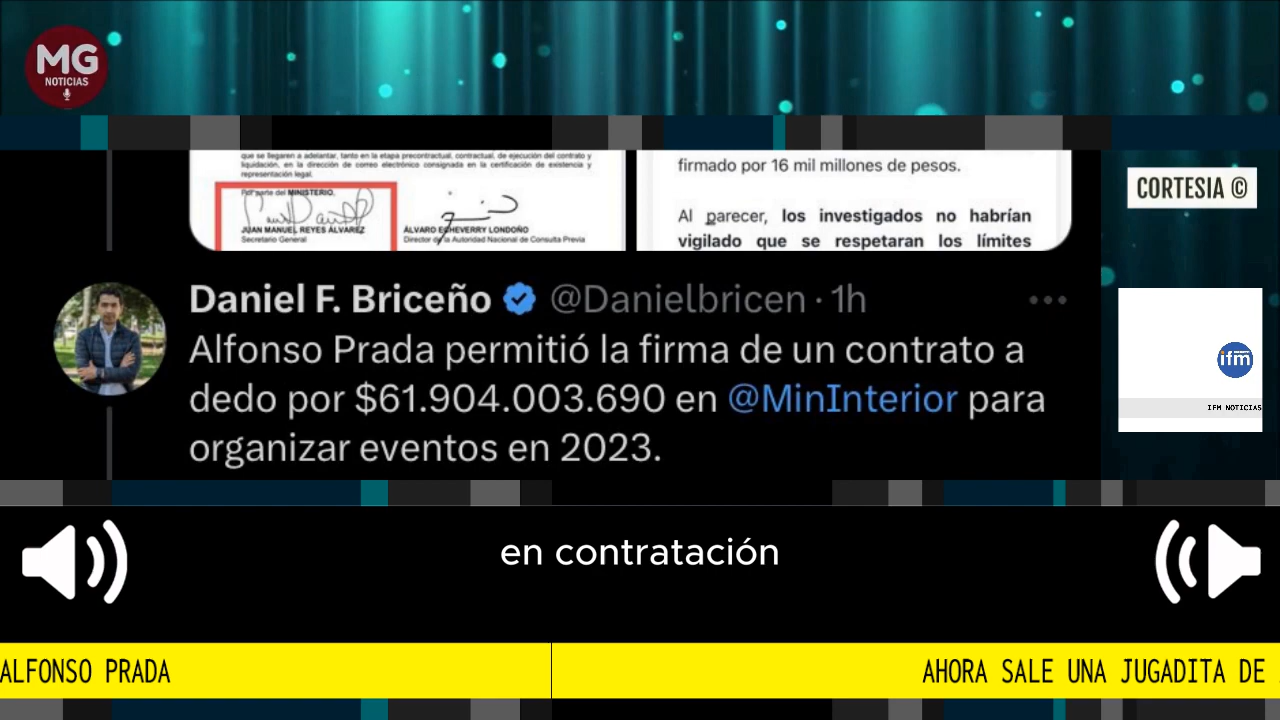 MG
NOTICIAS
que se llegaren a adelantar, tanto en la etapa precontractual, contractual, de ejecución del contrato y
liquidación, en la dirección de correo electrónico consignada en la certificación de existencia y
representación legal.
Por parte del MINISTERIO.
JUAN MANUEL REYES ALVAREZ
Secretario General
ÁLVARO ECHEVERRY LONDOÑO
Director de la Autoridad Nacional de Consulta Previa
firmado por 16 mil millones de pesos.
Al parecer, los investigados no habrían
vigilado que se respetaran los límites
CORTESIA ©
Daniel F. Briceño @Danielbricen · 1h
Alfonso Prada permitió la firma de un contrato a
dedo por $61.904.003.690 en @MinInterior para
organizar eventos en 2023.
ifm
IFM NOTICIAS
en contratación
ALFONSO PRADA
AHORA SALE UNA JUGADITA DE